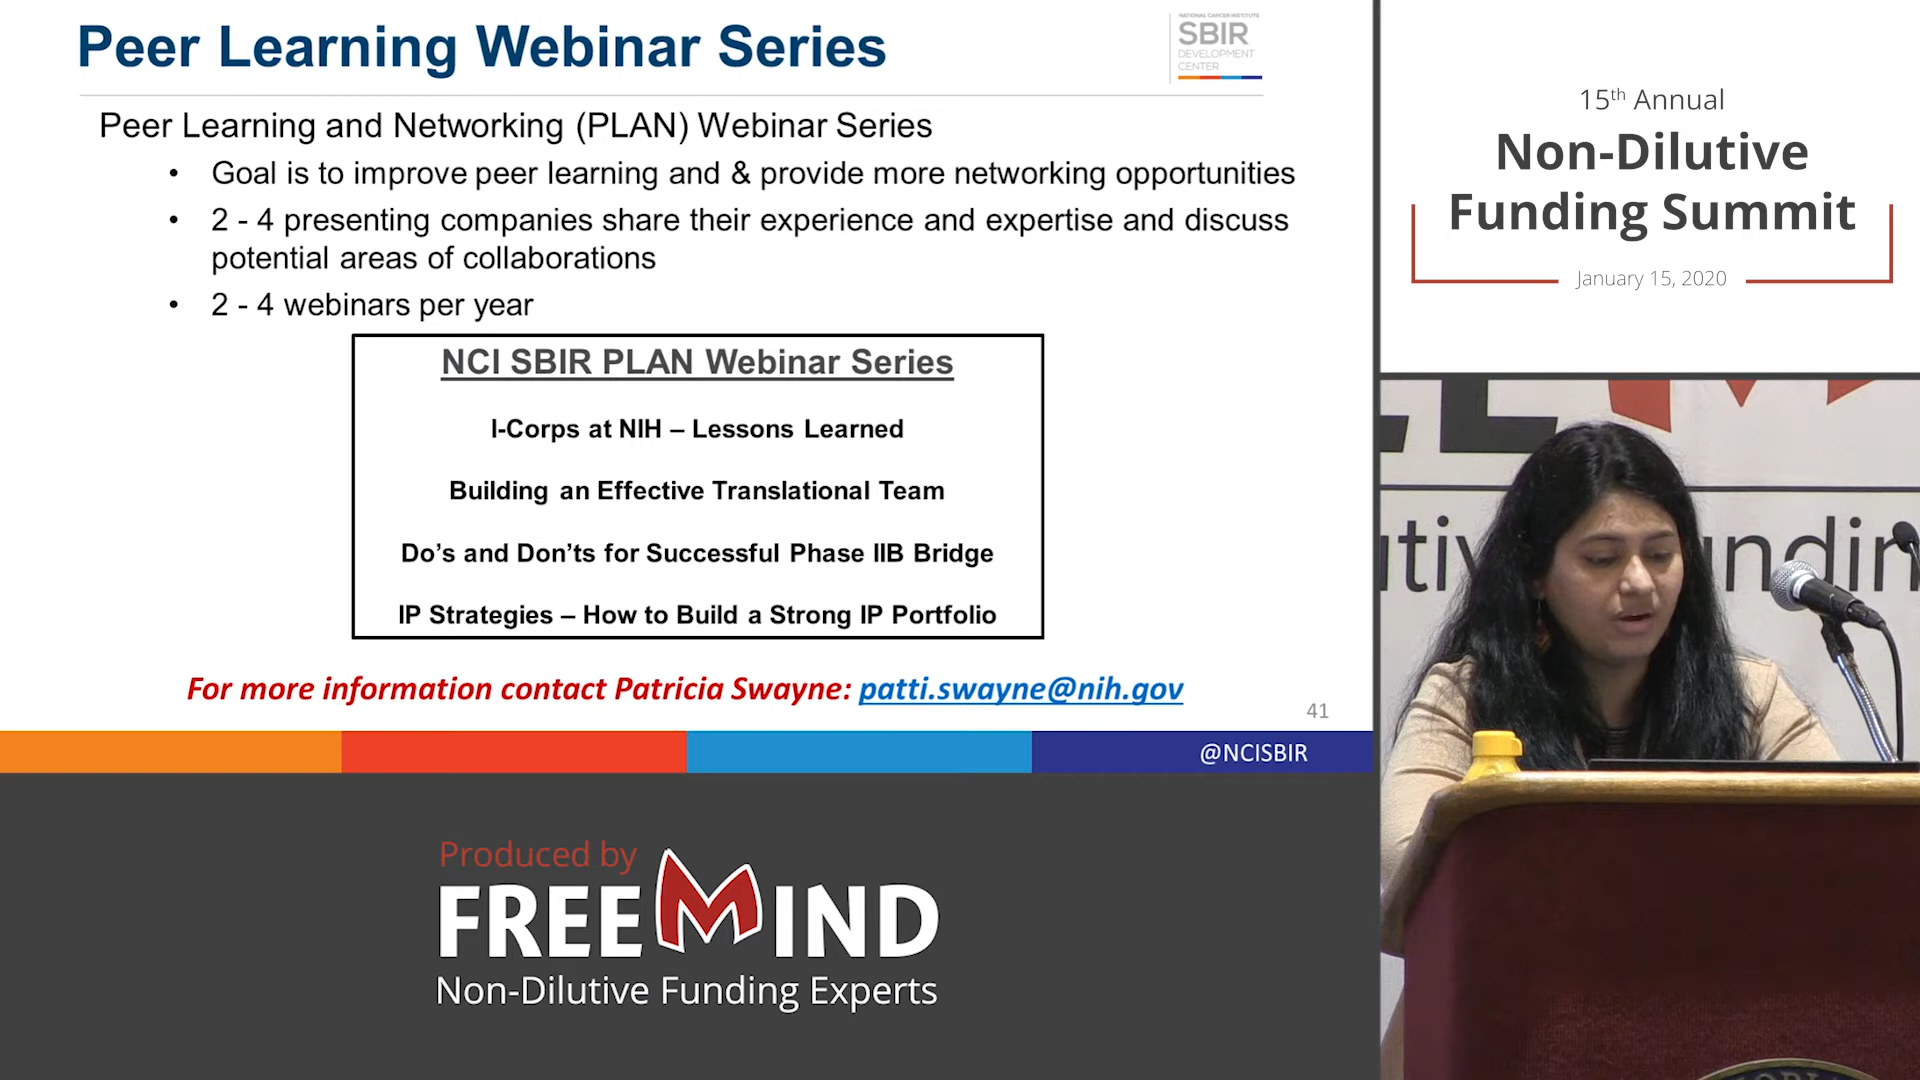 Peer Learning Webinar Series
NATIONAL CANCER INSTITUTE
SBIR
DEVELOPMENT
CENTER
Peer Learning and Networking (PLAN) Webinar Series
• Goal is to improve peer learning and & provide more networking opportunities
• 2 - 4 presenting companies share their experience and expertise and discuss
potential areas of collaborations
• 2 - 4 webinars per year
NCI SBIR PLAN Webinar Series
I-Corps at NIH – Lessons Learned
Building an Effective Translational Team
Do’s and Don’ts for Successful Phase IIB Bridge
IP Strategies – How to Build a Strong IP Portfolio
For more information contact Patricia Swayne: patti.swayne@nih.gov
41
@NCISBIR
Produced by
FREEMIND
Non-Dilutive Funding Experts
15th Annual
Non-Dilutive
Funding Summit
January 15, 2020